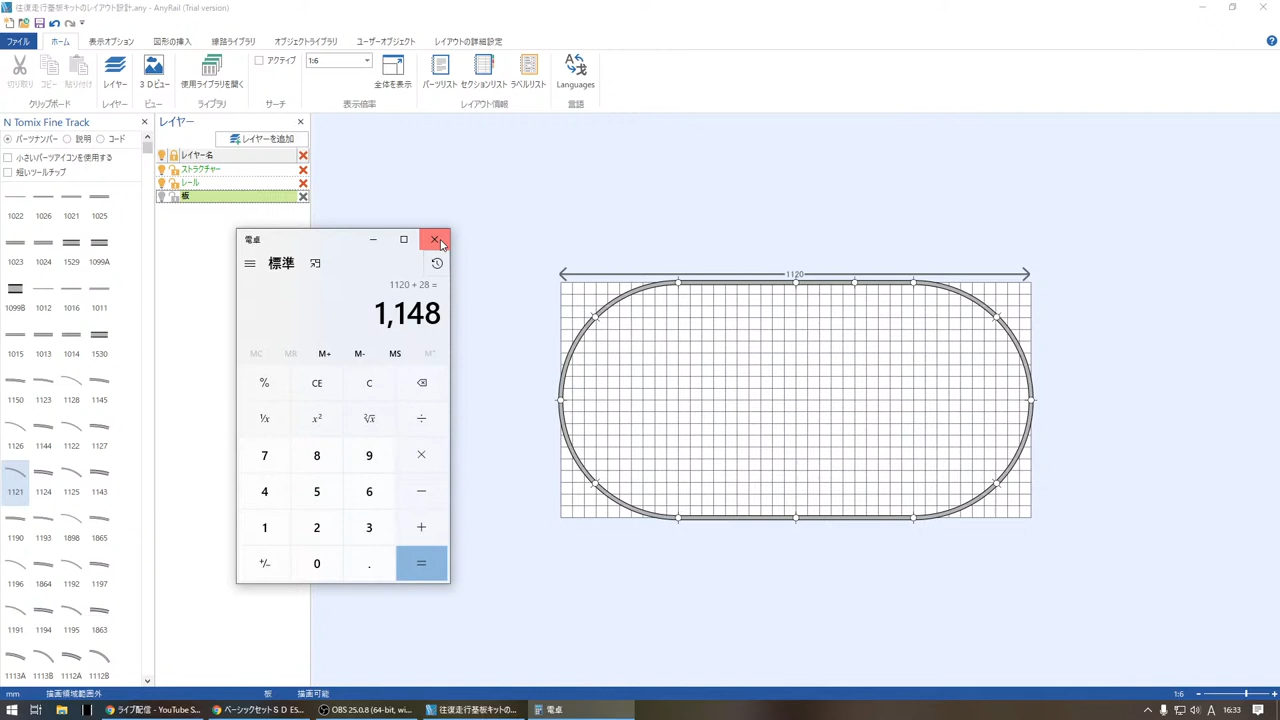 往復走行基板キットのレイアウト設計.any - AnyRail (Trial version)
ファイル ホーム 表示オプション 図形の挿入 線路ライブラリ オブジェクトライブラリ ユーザーオブジェクト レイアウトの詳細設定
切り取り コピー 貼り付け レイヤー 3Dビュー 使用ライブラリを開く アクティブ 1:6 全体を表示 パーツリスト セクションリスト ラベルリスト Languages
クリップボード レイヤー ビュー ライブラリ サーチ 表示倍率 レイアウト情報 言語
N Tomix Fine Track
パーツナンバー 説明 コード
小さいパーツアイコンを使用する
短いツールチップ
1022 1026 1021 1025
1023 1024 1529 1099A
1099B 1012 1016 1011
1015 1013 1014 1530
1150 1123 1128 1145
1126 1144 1122 1127
1121 1124 1125 1143
1190 1193 1898 1865
1196 1864 1192 1197
1191 1194 1195 1863
1113A 1113B 1112A 1112B
レイヤー
レイヤーを追加
レイヤー名
ストラクチャー
レール
板
電卓
標準
1120 + 28 =
1,148
MC MR M+ M- MS M˅
% CE C
¹/x x² ²√x ÷
7 8 9 ×
4 5 6 −
1 2 3 +
+/- 0 . =
1120
mm 描画領域範囲外 板 描画可能 1:6
ライブ配信 - YouTube S... ベーシックセットＳＤ ES... OBS 25.0.8 (64-bit, wi... 往復走行基板キットの... 電卓 A 16:33